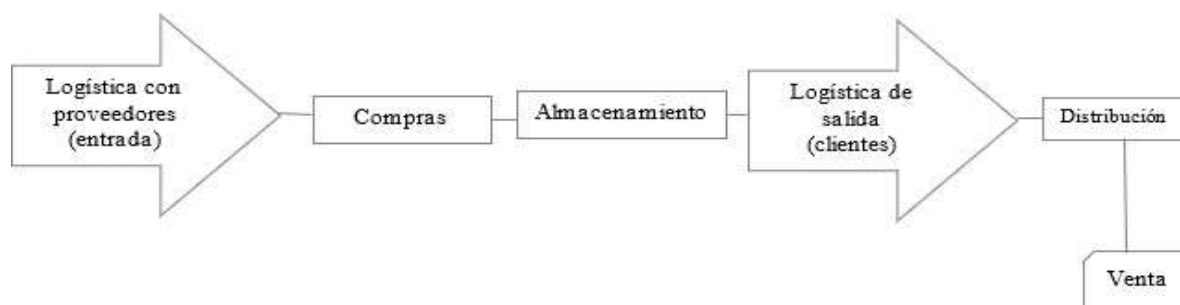 Logística con
proveedores
(entrada)
Compras
Almacenamiento
Logística de
salida
(clientes)
Distribución
Venta